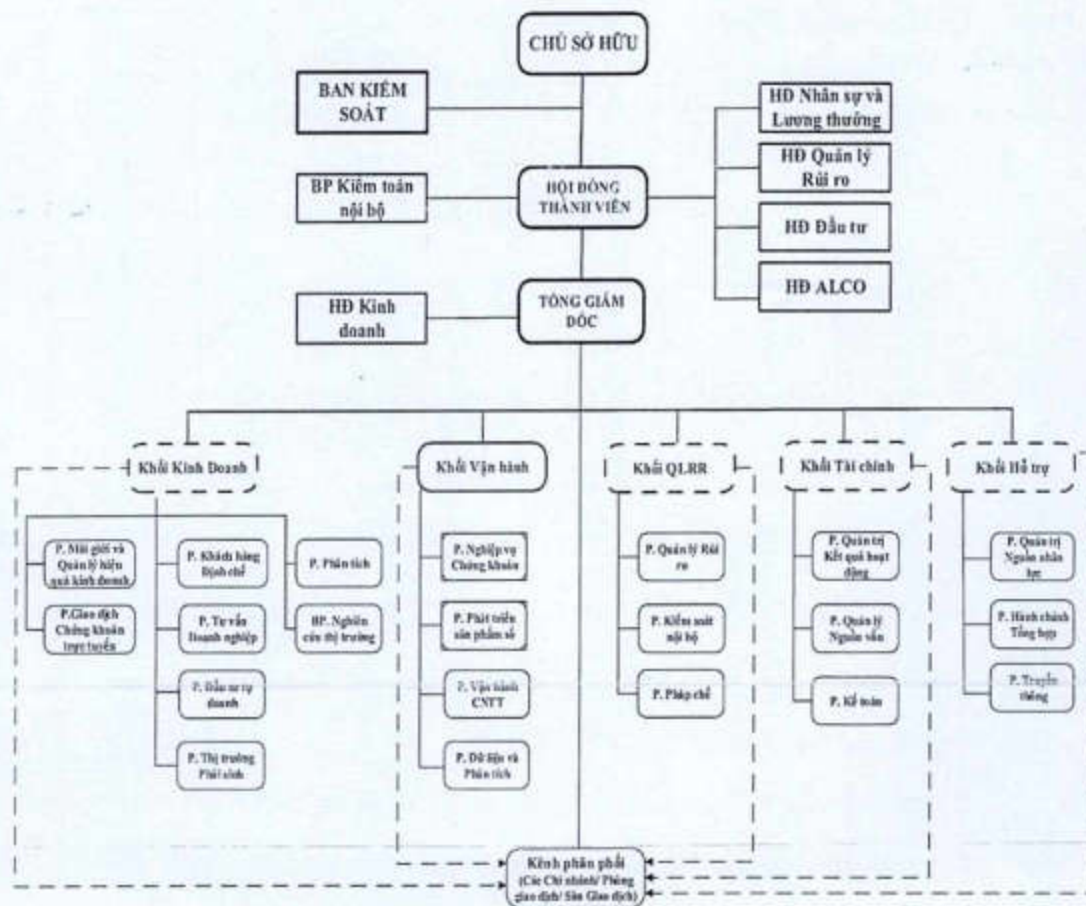 CHỦ SỞ HỮU
BAN KIỂM
SOÁT
HĐ Nhân sự và
Lương thưởng
BP Kiểm toán
nội bộ
HỘI ĐỒNG
THÀNH VIÊN
HĐ Quản lý
Rủi ro
HĐ Đầu tư
HĐ Kinh
doanh
TỔNG GIÁM
ĐỐC
HĐ ALCO
Khối Kinh Doanh
Khối Vận hành
Khối QLRR
Khối Tài chính
Khối Hỗ trợ
P. Môi giới và
Quản lý hiệu
quả kinh doanh
P. Khách hàng
Định chế
P. Phân tích
P. Nghiệp vụ
Chứng khoán
P. Quản lý Rủi
ro
P. Quản trị
Kết quả hoạt
động
P. Quản trị
Nguồn nhân
lực
P.Giao dịch
Chứng khoán
trực tuyến
P. Tư vấn
Doanh nghiệp
BP. Nghiên
cứu thị trường
P. Phát triển
sản phẩm số
P. Kiểm soát
nội bộ
P. Quản lý
Nguồn vốn
P. Hành chính
Tổng hợp
P. Đầu tư tự
doanh
P. Vận hành
CNTT
P. Pháp chế
P. Kế toán
P. Truyền
thông
P. Thị trường
Phái sinh
P. Dữ liệu và
Phân tích
Kênh phân phối
(Các Chi nhánh/ Phòng
giao dịch/ Sàn Giao dịch)